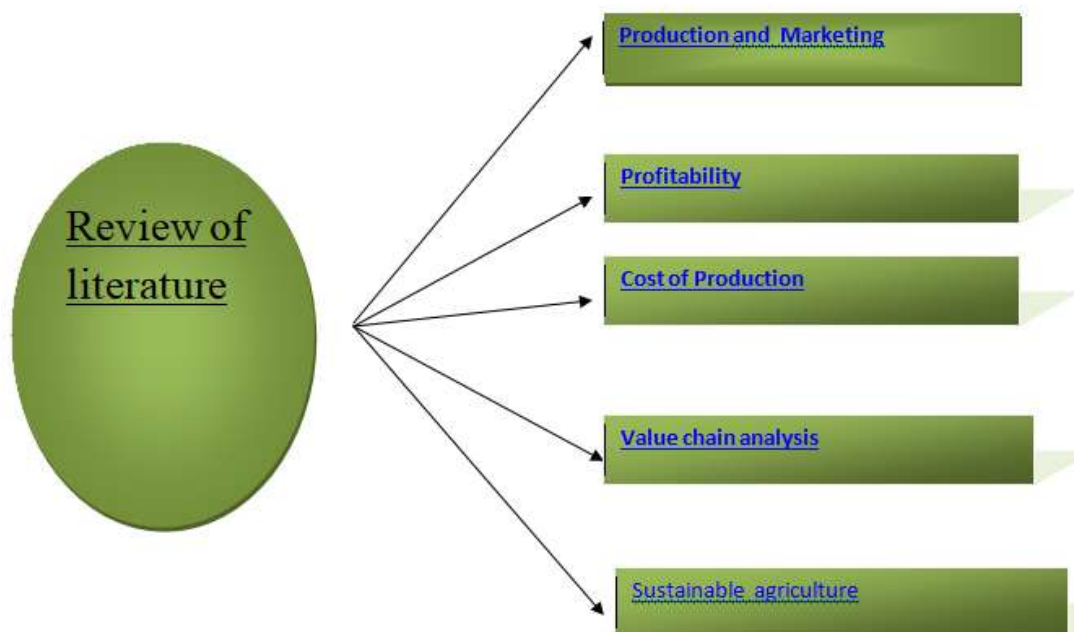 Review of
literature
Production and  Marketing
Profitability
Cost of Production
Value chain analysis
Sustainable  agriculture